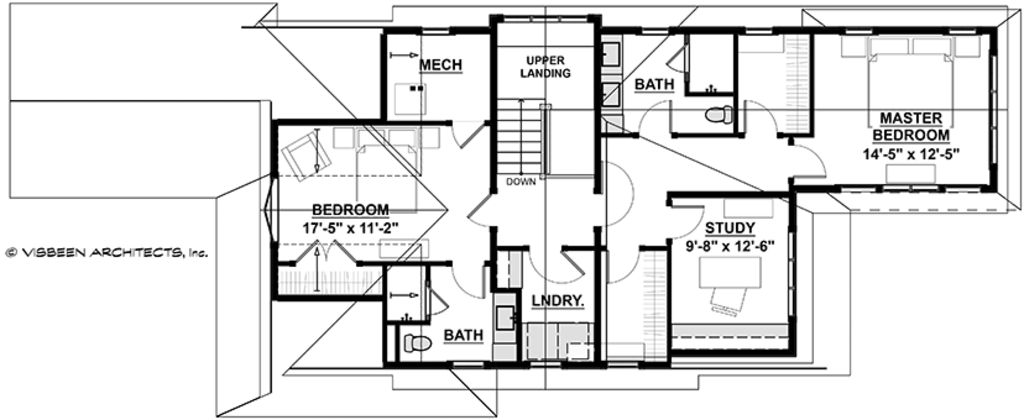 MECH
UPPER
LANDING
BATH
MASTER
BEDROOM
14'-5" x 12'-5"
DOWN
BEDROOM
17'-5" x 11'-2"
STUDY
9'-8" x 12'-6"
© VISBEEN ARCHITECTS, Inc.
LNDRY.
BATH